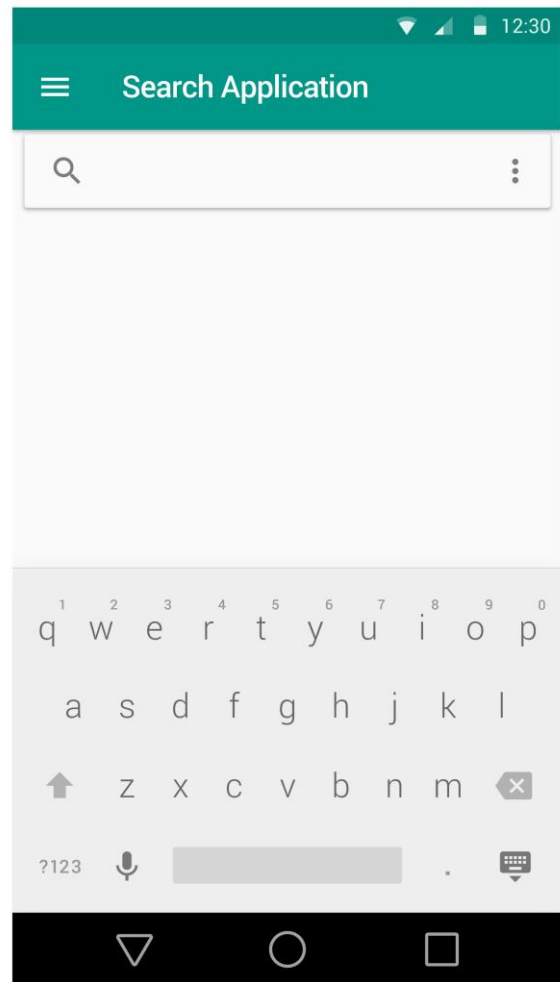 12:30
Search Application
1 2 3 4 5 6 7 8 9 0
q w e r t y u i o p
a s d f g h j k l
z x c v b n m
?123 .